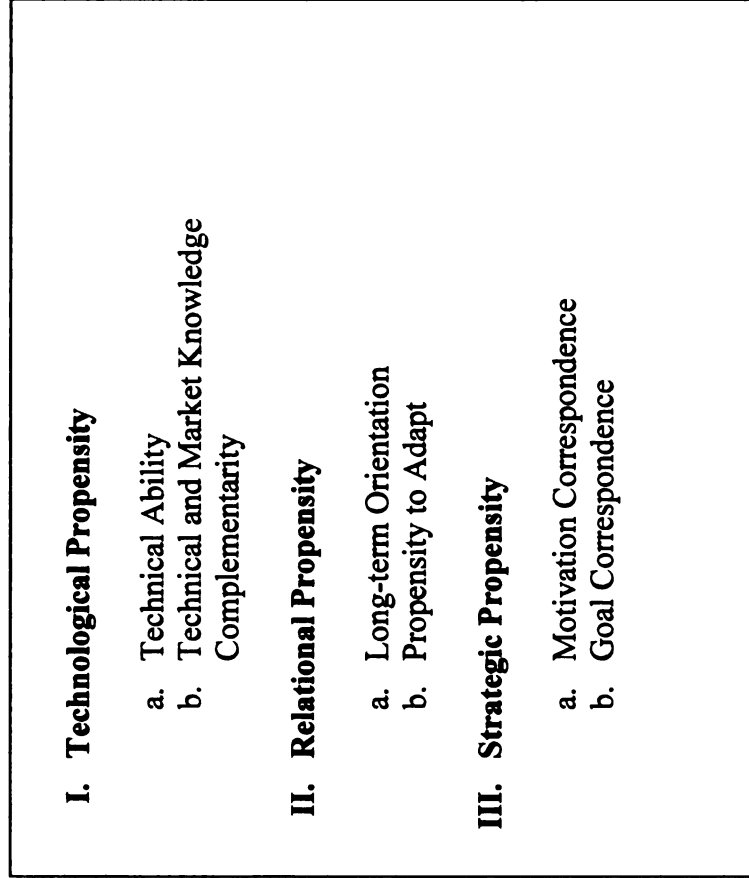 I. Technological Propensity
a. Technical Ability
b. Technical and Market Knowledge
Complementarity
II. Relational Propensity
a. Long-term Orientation
b. Propensity to Adapt
III. Strategic Propensity
a. Motivation Correspondence
b. Goal Correspondence